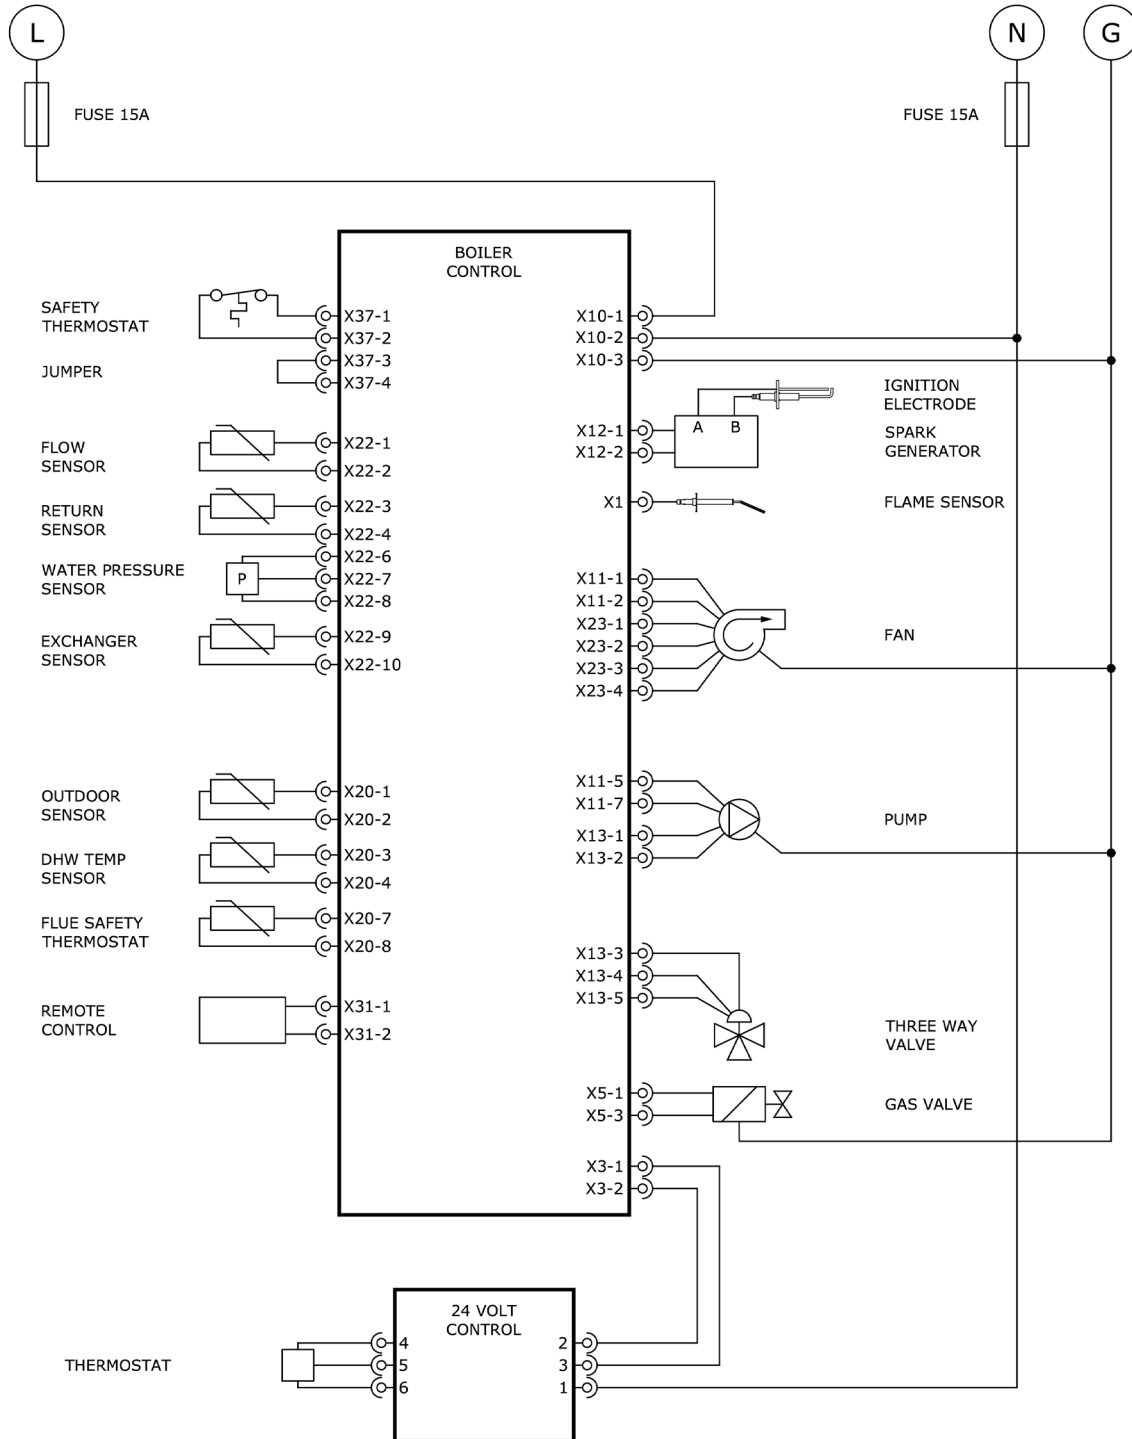 L
N
G
FUSE 15A
FUSE 15A
BOILER
CONTROL
SAFETY
THERMOSTAT
X37-1
X37-2
X10-1
X10-2
JUMPER
X37-3
X37-4
X10-3
IGNITION
ELECTRODE
FLOW
SENSOR
X22-1
X22-2
X12-1
X12-2
A
B
SPARK
GENERATOR
RETURN
SENSOR
X22-3
X22-4
X1
FLAME SENSOR
WATER PRESSURE
SENSOR
P
X22-6
X22-7
X22-8
X11-1
X11-2
X23-1
X23-2
X23-3
X23-4
FAN
EXCHANGER
SENSOR
X22-9
X22-10
OUTDOOR
SENSOR
X20-1
X20-2
X11-5
X11-7
X13-1
X13-2
PUMP
DHW TEMP
SENSOR
X20-3
X20-4
FLUE SAFETY
THERMOSTAT
X20-7
X20-8
X13-3
X13-4
X13-5
THREE WAY
VALVE
REMOTE
CONTROL
X31-1
X31-2
X5-1
X5-3
GAS VALVE
X3-1
X3-2
24 VOLT
CONTROL
THERMOSTAT
4
5
6
2
3
1